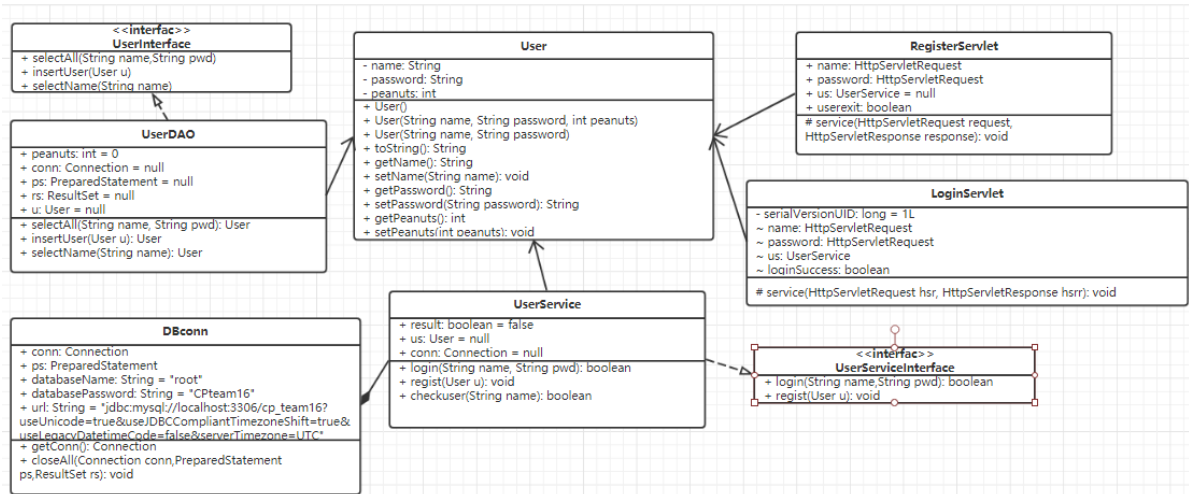 <<interfac>>
UserInterface
+ selectAll(String name,String pwd)
+ insertUser(User u)
+ selectName(String name)
UserDAO
+ peanuts: int = 0
+ conn: Connection = null
+ ps: PreparedStatement = null
+ rs: ResultSet = null
+ u: User = null
+ selectAll(String name, String pwd): User
+ insertUser(User u): User
+ selectName(String name): User
User
- name: String
- password: String
- peanuts: int
+ User()
+ User(String name, String password, int peanuts)
+ User(String name, String password)
+ toString(): String
+ getName(): String
+ setName(String name): void
+ getPassword(): String
+ setPassword(String password): String
+ getPeanuts(): int
+ setPeanuts(int peanuts): void
RegisterServlet
+ name: HttpServletRequest
+ password: HttpServletRequest
+ us: UserService = null
+ userexit: boolean
# service(HttpServletRequest request,
HttpServletResponse response): void
LoginServlet
- serialVersionUID: long = 1L
~ name: HttpServletRequest
~ password: HttpServletRequest
~ us: UserService
~ loginSuccess: boolean
# service(HttpServletRequest hsr, HttpServletResponse hsrr): void
DBconn
+ conn: Connection
+ ps: PreparedStatement
+ databaseName: String = "root"
+ databasePassword: String = "CPteam16"
+ url: String = "jdbc:mysql://localhost:3306/cp_team16?
useUnicode=true&useJDBCCompliantTimezoneShift=true&
useLegacyDatetimeCode=false&serverTimezone=UTC"
+ getConn(): Connection
+ closeAll(Connection conn,PreparedStatement
ps,ResultSet rs): void
UserService
+ result: boolean = false
+ us: User = null
+ conn: Connection = null
+ login(String name, String pwd): boolean
+ regist(User u): void
+ checkuser(String name): boolean
<<interfac>>
UserServiceInterface
+ login(String name,String pwd): boolean
+ regist(User u): void